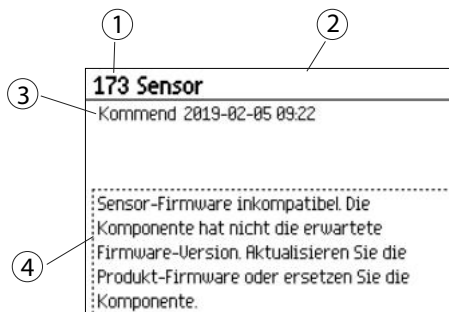 1 2
173 Sensor
3 Kommend 2019-02-05 09:22
Sensor-Firmware inkompatibel. Die
Komponente hat nicht die erwartete
Firmware-Version. Aktualisieren Sie die
4 Produkt-Firmware oder ersetzen Sie die
Komponente.